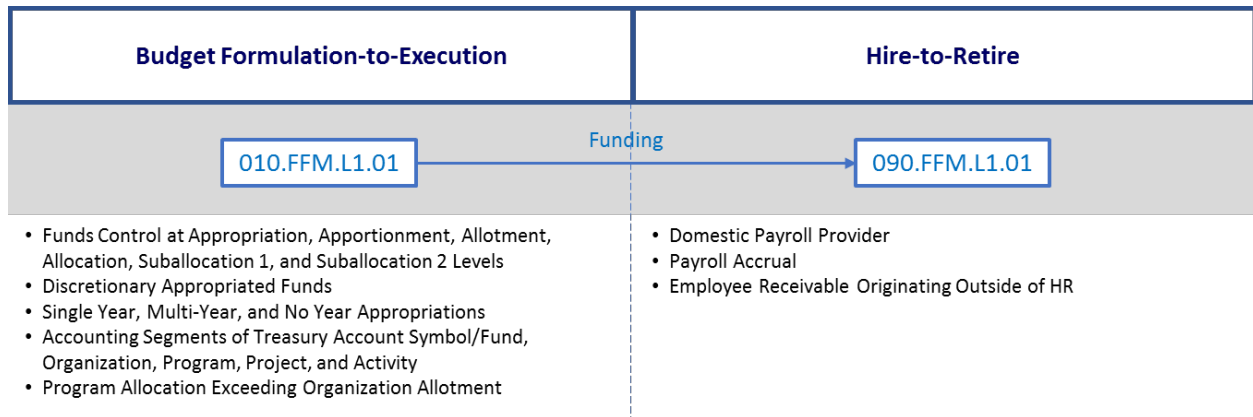 Budget Formulation-to-Execution
Hire-to-Retire
Funding
010.FFM.L1.01
090.FFM.L1.01
• Funds Control at Appropriation, Apportionment, Allotment,
Allocation, Suballocation 1, and Suballocation 2 Levels
• Discretionary Appropriated Funds
• Single Year, Multi-Year, and No Year Appropriations
• Accounting Segments of Treasury Account Symbol/Fund,
Organization, Program, Project, and Activity
• Program Allocation Exceeding Organization Allotment
• Domestic Payroll Provider
• Payroll Accrual
• Employee Receivable Originating Outside of HR